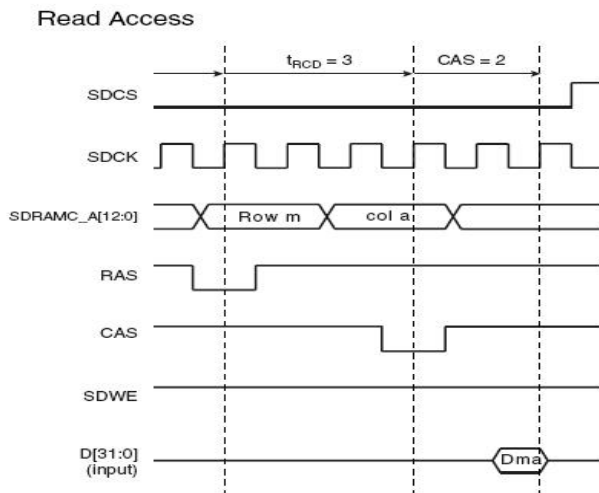 Read Access
tRCD = 3 CAS = 2
SDCS
SDCK
SDRAMC_A[12:0] Row m col a
RAS
CAS
SDWE
D[31:0] Dma
(input)